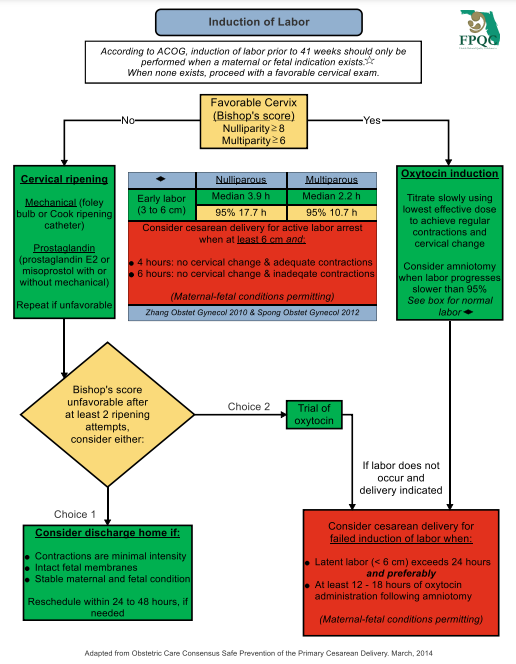 Induction of Labor
FPQC
According to ACOG, induction of labor prior to 41 weeks should only be
performed when a maternal or fetal indication exists.☆
When none exists, proceed with a favorable cervical exam.
Favorable Cervix
(Bishop's score)
Nulliparity ≥ 8
Multiparity ≥ 6
No
Yes
Cervical ripening
Mechanical (foley
bulb or Cook ripening
catheter)
Prostaglandin
(prostaglandin E2 or
misoprostol with or
without mechanical)
Repeat if unfavorable
Nulliparous
Multiparous
Early labor
(3 to 6 cm)
Median 3.9 h
Median 2.2 h
95% 17.7 h
95% 10.7 h
Consider cesarean delivery for active labor arrest
when at least 6 cm and:
● 4 hours: no cervical change & adequate contractions
● 6 hours: no cervical change & inadeqate contractions
(Maternal-fetal conditions permitting)
Zhang Obstet Gynecol 2010 & Spong Obstet Gynecol 2012
Oxytocin induction
Titrate slowly using
lowest effective dose
to achieve regular
contractions and
cervical change
Consider amniotomy
when labor progresses
slower than 95%
See box for normal
labor
Bishop's score
unfavorable after
at least 2 ripening
attempts,
consider either:
Choice 2
Trial of
oxytocin
If labor does not
occur and
delivery indicated
Choice 1
Consider discharge home if:
● Contractions are minimal intensity
● Intact fetal membranes
● Stable maternal and fetal condition
Reschedule within 24 to 48 hours, if
needed
Consider cesarean delivery for
failed induction of labor when:
● Latent labor (< 6 cm) exceeds 24 hours
and preferably
● At least 12 - 18 hours of oxytocin
administration following amniotomy
(Maternal-fetal conditions permitting)
Adapted from Obstetric Care Consensus Safe Prevention of the Primary Cesarean Delivery. March, 2014